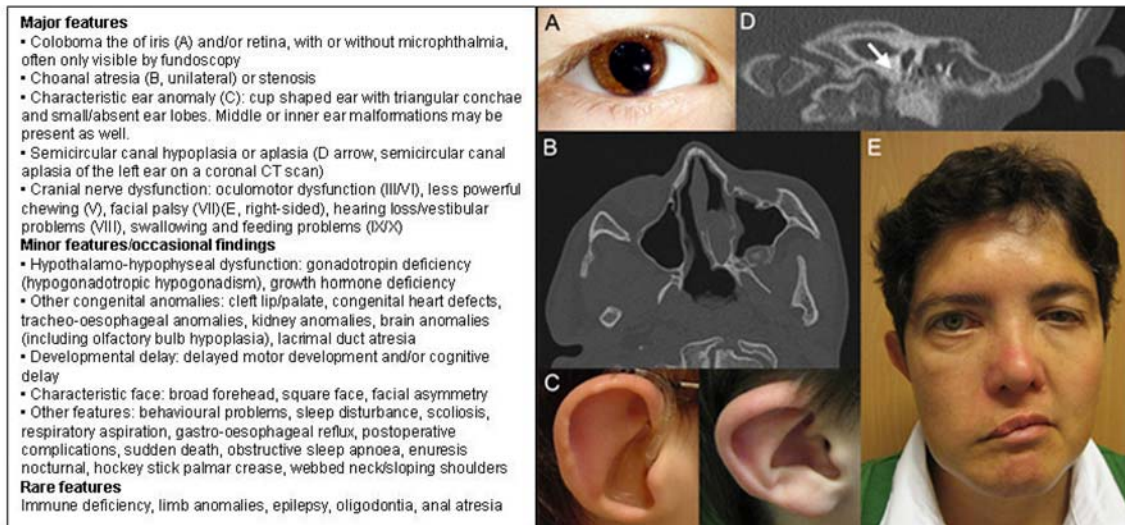 Major features
▪ Coloboma the of iris (A) and/or retina, with or without microphthalmia,
often only visible by fundoscopy
▪ Choanal atresia (B, unilateral) or stenosis
▪ Characteristic ear anomaly (C): cup shaped ear with triangular conchae
and small/absent ear lobes. Middle or inner ear malformations may be
present as well.
▪ Semicircular canal hypoplasia or aplasia (D arrow, semicircular canal
aplasia of the left ear on a coronal CT scan)
▪ Cranial nerve dysfunction: oculomotor dysfunction (III/VI), less powerful
chewing (V), facial palsy (VII)(E, right-sided), hearing loss/vestibular
problems (VIII), swallowing and feeding problems (IX/X)
Minor features/occasional findings
▪ Hypothalamo-hypophyseal dysfunction: gonadotropin deficiency
(hypogonadotropic hypogonadism), growth hormone deficiency
▪ Other congenital anomalies: cleft lip/palate, congenital heart defects,
tracheo-oesophageal anomalies, kidney anomalies, brain anomalies
(including olfactory bulb hypoplasia), lacrimal duct atresia
▪ Developmental delay: delayed motor development and/or cognitive
delay
▪ Characteristic face: broad forehead, square face, facial asymmetry
▪ Other features: behavioural problems, sleep disturbance, scoliosis,
respiratory aspiration, gastro-oesophageal reflux, postoperative
complications, sudden death, obstructive sleep apnoea, enuresis
nocturnal, hockey stick palmar crease, webbed neck/sloping shoulders
Rare features
Immune deficiency, limb anomalies, epilepsy, oligodontia, anal atresia
A
D
B
E
C